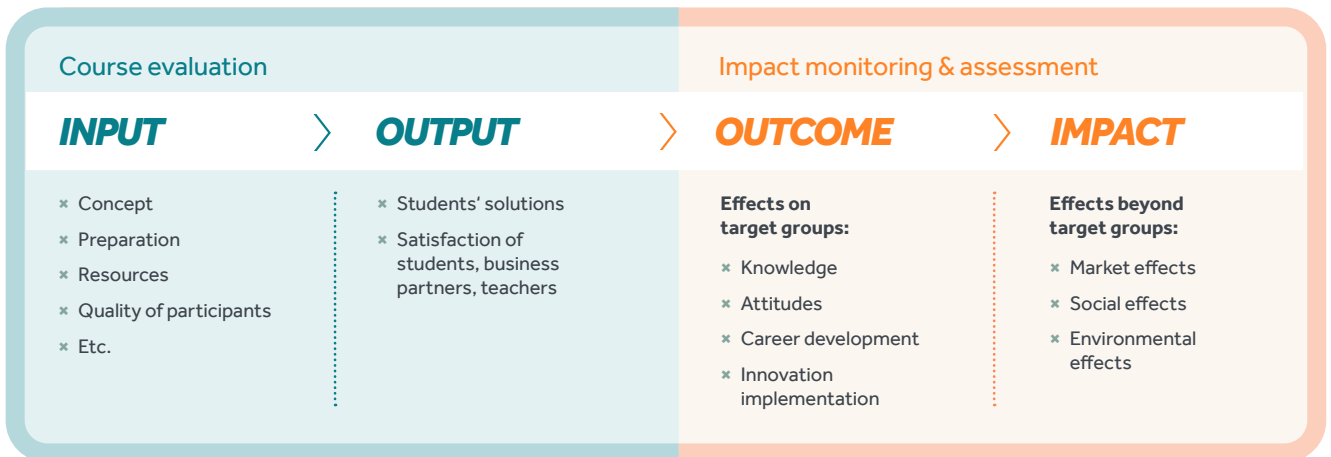 Course evaluation
Impact monitoring & assessment
INPUT
OUTPUT
OUTCOME
IMPACT
Concept
Preparation
Resources
Quality of participants
Etc.
Students‘ solutions
Satisfaction of
students, business
partners, teachers
Effects on
target groups:
Knowledge
Attitudes
Career development
Innovation
implementation
Effects beyond
target groups:
Market effects
Social effects
Environmental
effects